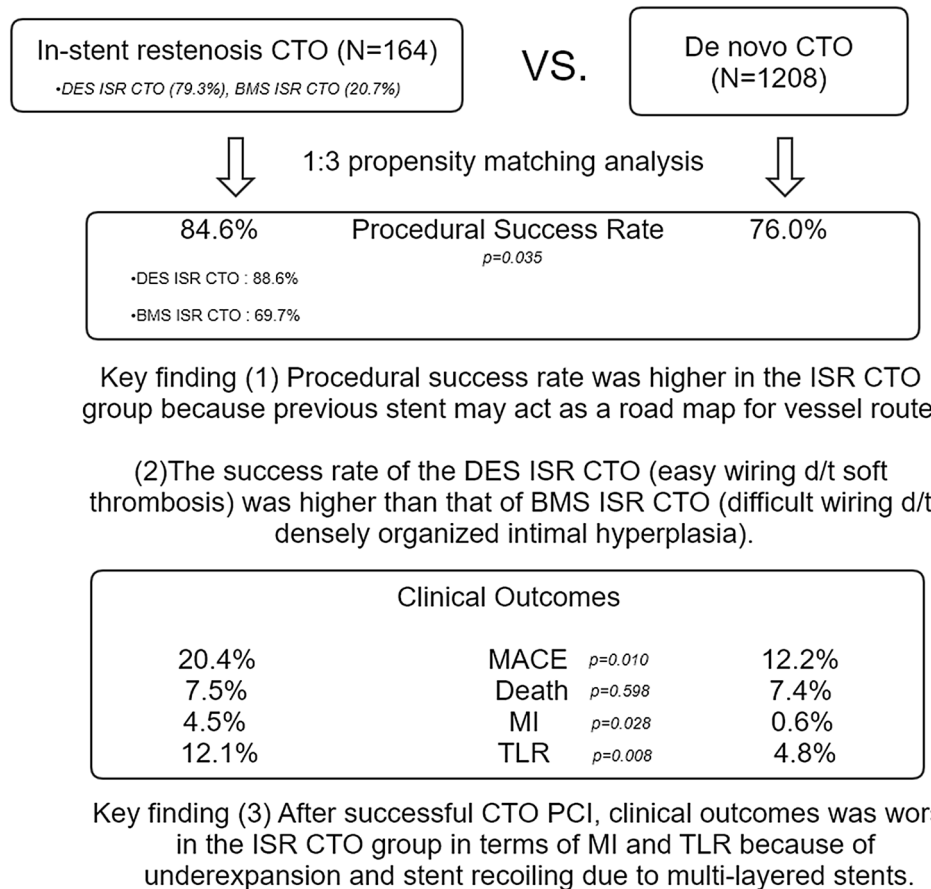 In-stent restenosis CTO (N=164)
•DES ISR CTO (79.3%), BMS ISR CTO (20.7%)
VS.
De novo CTO
(N=1208)
1:3 propensity matching analysis
84.6% Procedural Success Rate 76.0%
p=0.035
•DES ISR CTO : 88.6%
•BMS ISR CTO : 69.7%
Key finding (1) Procedural success rate was higher in the ISR CTO
group because previous stent may act as a road map for vessel route
(2)The success rate of the DES ISR CTO (easy wiring d/t soft
thrombosis) was higher than that of BMS ISR CTO (difficult wiring d/t
densely organized intimal hyperplasia).
Clinical Outcomes
20.4% MACE p=0.010 12.2%
7.5% Death p=0.598 7.4%
4.5% MI p=0.028 0.6%
12.1% TLR p=0.008 4.8%
Key finding (3) After successful CTO PCI, clinical outcomes was wor
in the ISR CTO group in terms of MI and TLR because of
underexpansion and stent recoiling due to multi-layered stents.